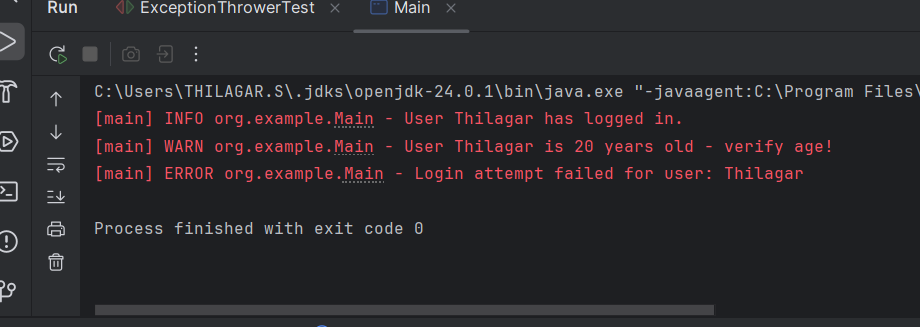 Run ExceptionThrowerTest Main
C:\Users\THILAGAR.S\.jdks\openjdk-24.0.1\bin\java.exe "-javaagent:C:\Program Files\
[main] INFO org.example.Main - User Thilagar has logged in.
[main] WARN org.example.Main - User Thilagar is 20 years old - verify age!
[main] ERROR org.example.Main - Login attempt failed for user: Thilagar
Process finished with exit code 0